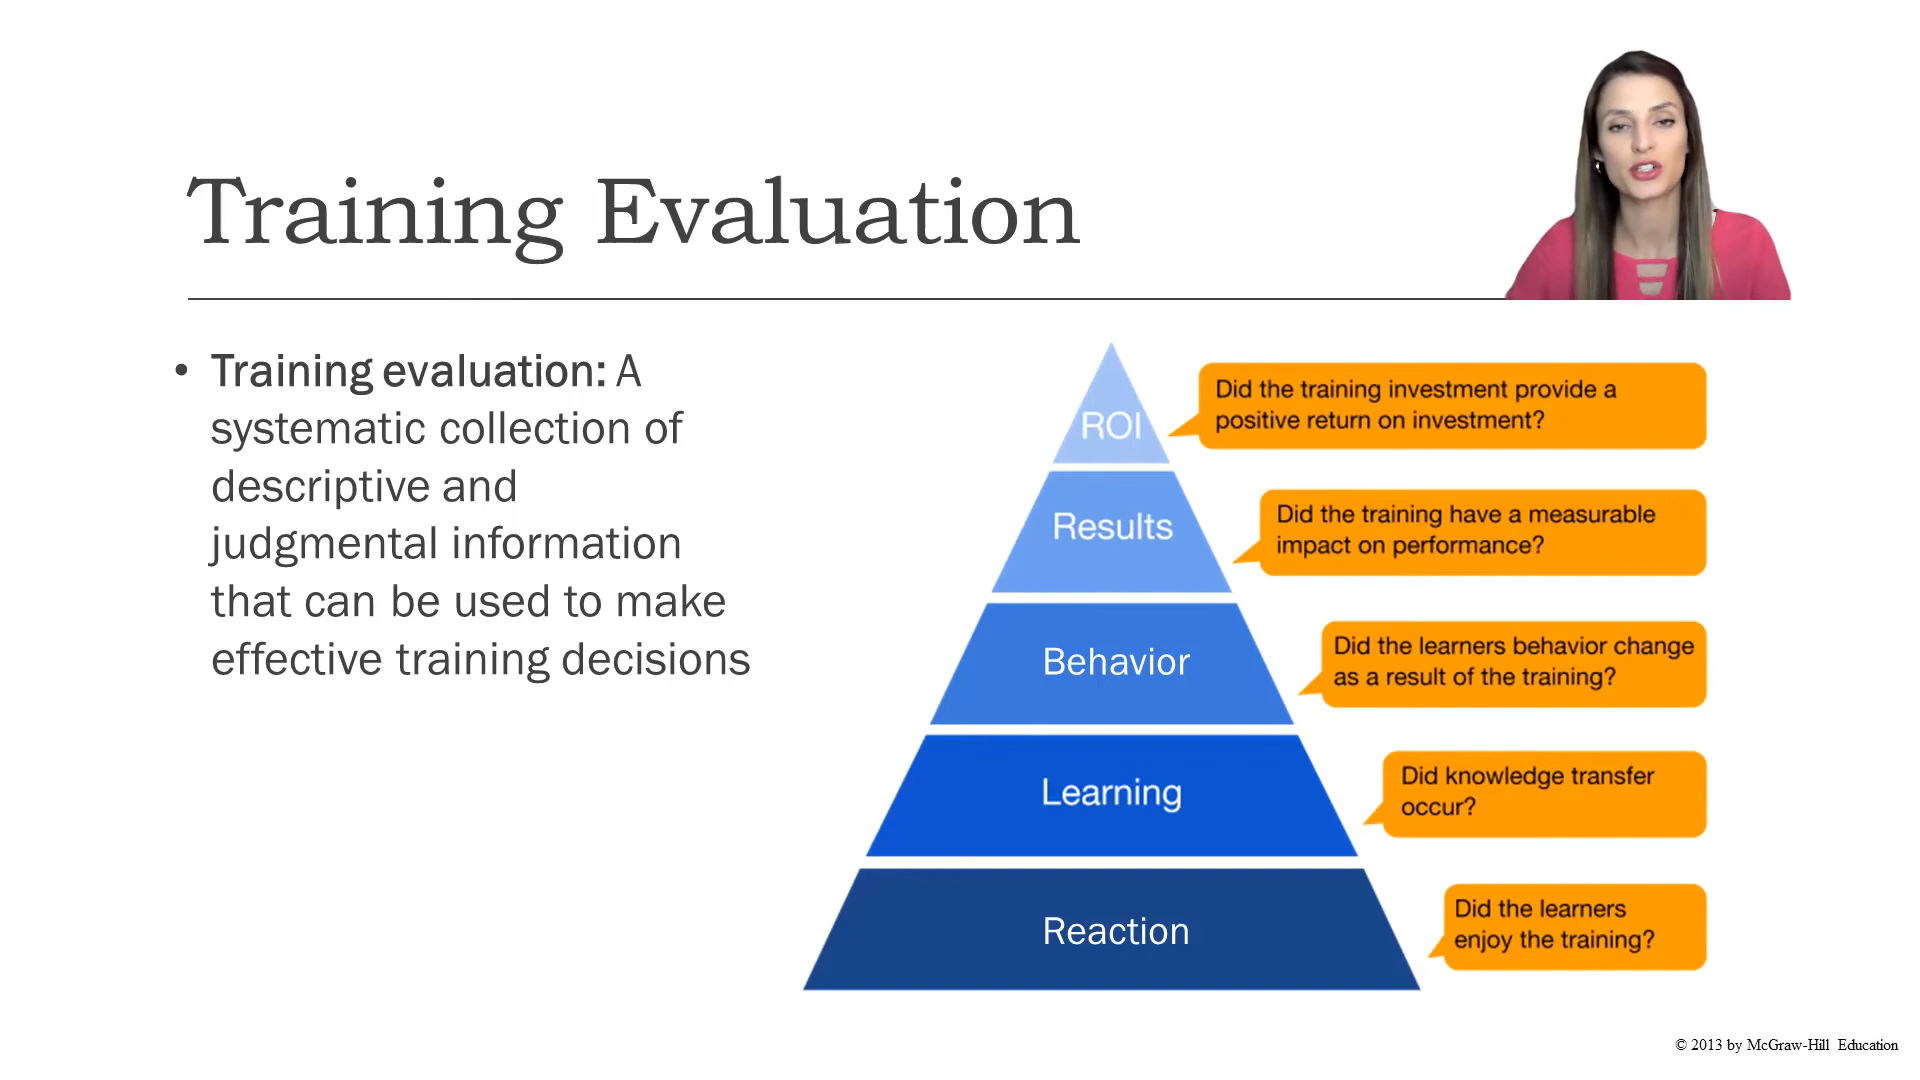 Training Evaluation
• Training evaluation: A
systematic collection of
descriptive and
judgmental information
that can be used to make
effective training decisions
ROI
Did the training investment provide a
positive return on investment?
Results
Did the training have a measurable
impact on performance?
Behavior
Did the learners behavior change
as a result of the training?
Learning
Did knowledge transfer
occur?
Reaction
Did the learners
enjoy the training?
© 2013 by McGraw-Hill Education